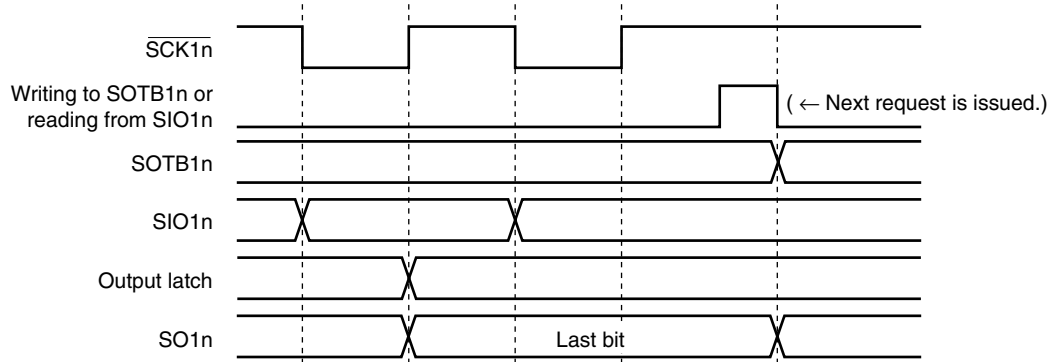 SCK1n
Writing to SOTB1n or
reading from SIO1n
( ← Next request is issued.)
SOTB1n
SIO1n
Output latch
SO1n
Last bit